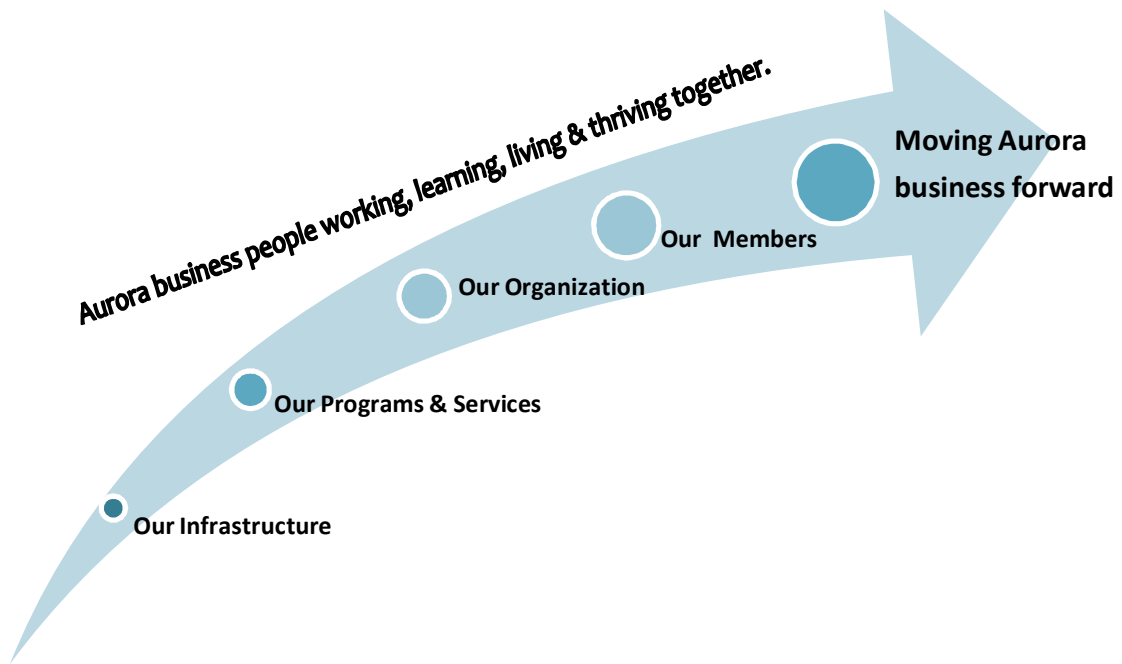 Aurora business people working, learning, living & thriving together.
Moving Aurora
business forward
Our Members
Our Organization
Our Programs & Services
Our Infrastructure